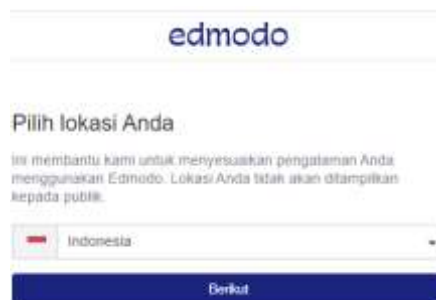 edmodo
Pilih lokasi Anda
Ini membantu kami untuk menyesuaikan pengalaman Anda
menggunakan Edmodo. Lokasi Anda tidak akan ditampilkan
kepada publik.
Indonesia
Berikut